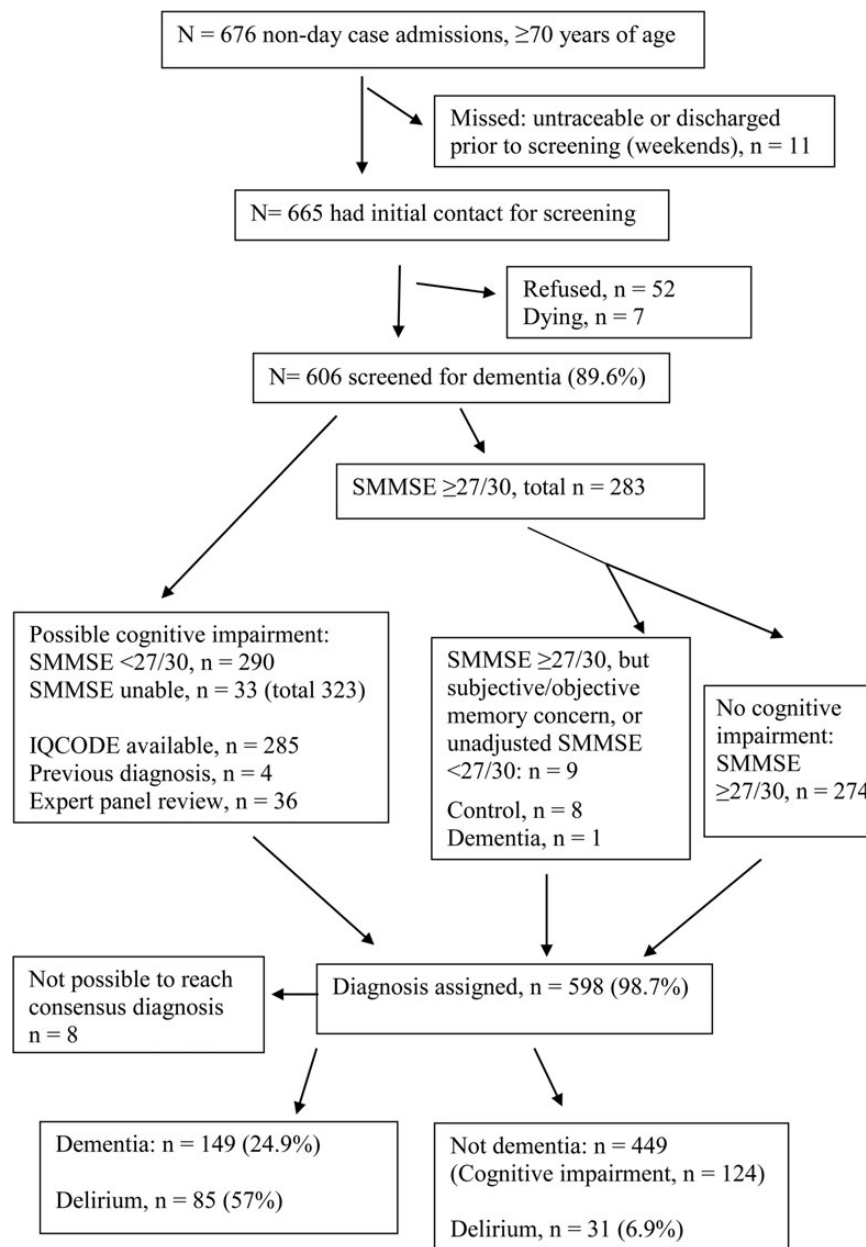 N = 676 non-day case admissions, ≥70 years of age
Missed: untraceable or discharged
prior to screening (weekends), n = 11
N= 665 had initial contact for screening
Refused, n = 52
Dying, n = 7
N= 606 screened for dementia (89.6%)
SMMSE ≥27/30, total n = 283
Possible cognitive impairment:
SMMSE <27/30, n = 290
SMMSE unable, n = 33 (total 323)
IQCODE available, n = 285
Previous diagnosis, n = 4
Expert panel review, n = 36
SMMSE ≥27/30, but
subjective/objective
memory concern, or
unadjusted SMMSE
<27/30: n = 9
Control, n = 8
Dementia, n = 1
No cognitive
impairment:
SMMSE
≥27/30, n = 274
Not possible to reach
consensus diagnosis
n = 8
Diagnosis assigned, n = 598 (98.7%)
Dementia: n = 149 (24.9%)
Delirium, n = 85 (57%)
Not dementia: n = 449
(Cognitive impairment, n = 124)
Delirium, n = 31 (6.9%)